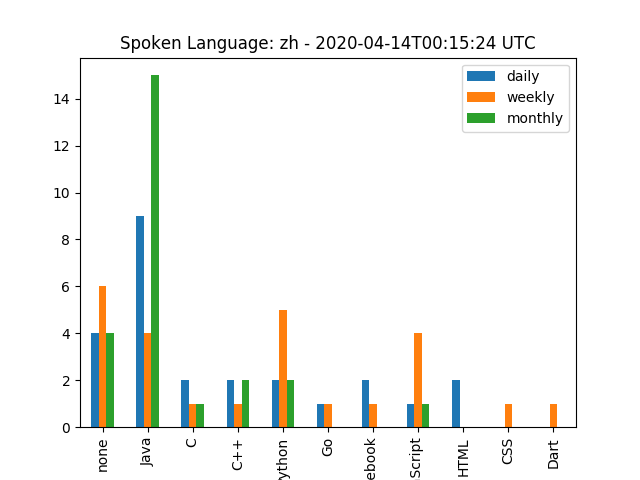 Spoken Language: zh - 2020-04-14T00:15:24 UTC
daily
weekly
monthly
14
12
10
8
6
4
2
0
none
Java
C
C++
ython
Go
ebook
Script
HTML
CSS
Dart